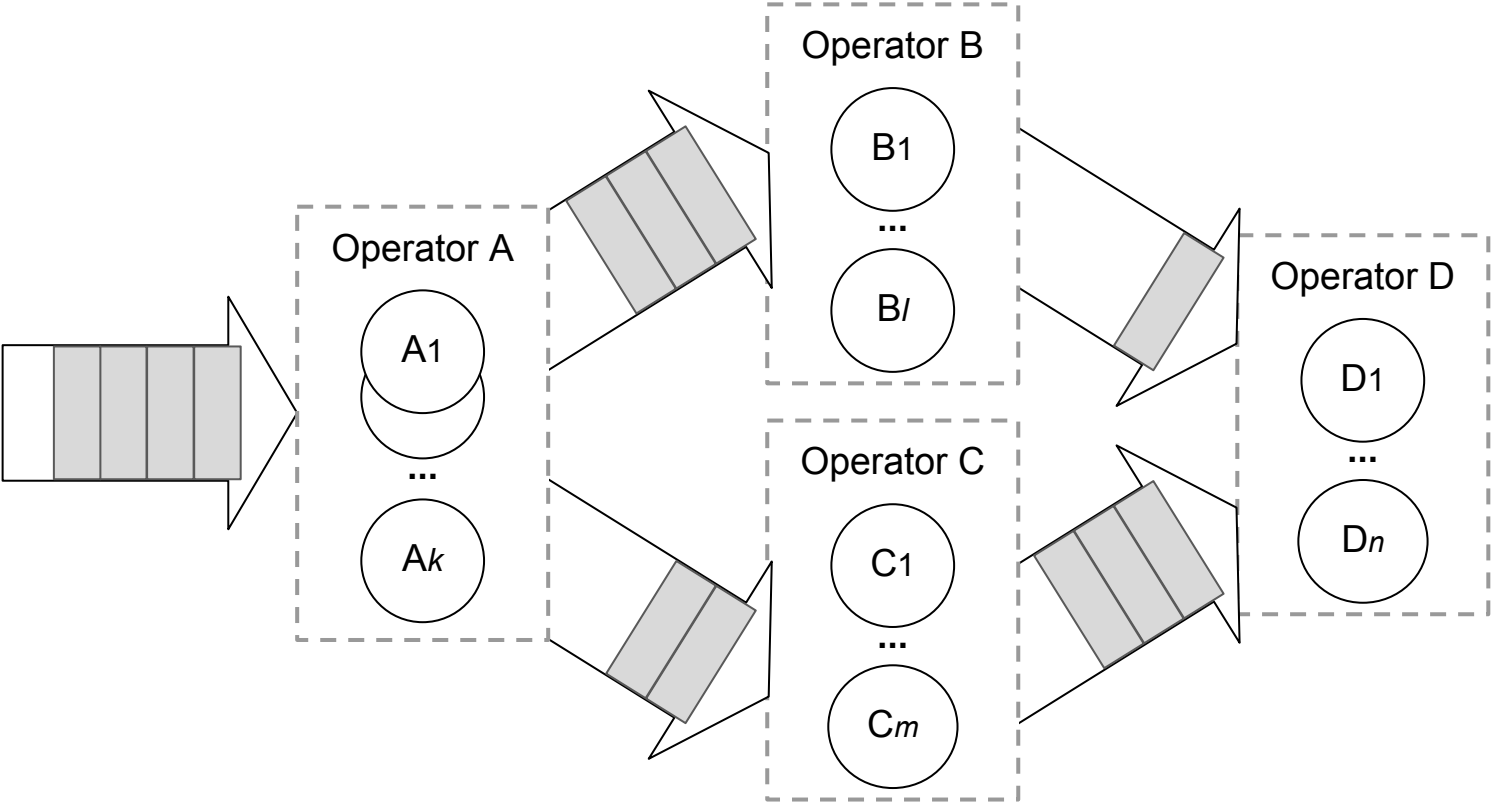 Operator A
A1
...
Ak
Operator B
B1
...
Bl
Operator C
C1
...
Cm
Operator D
D1
...
Dn